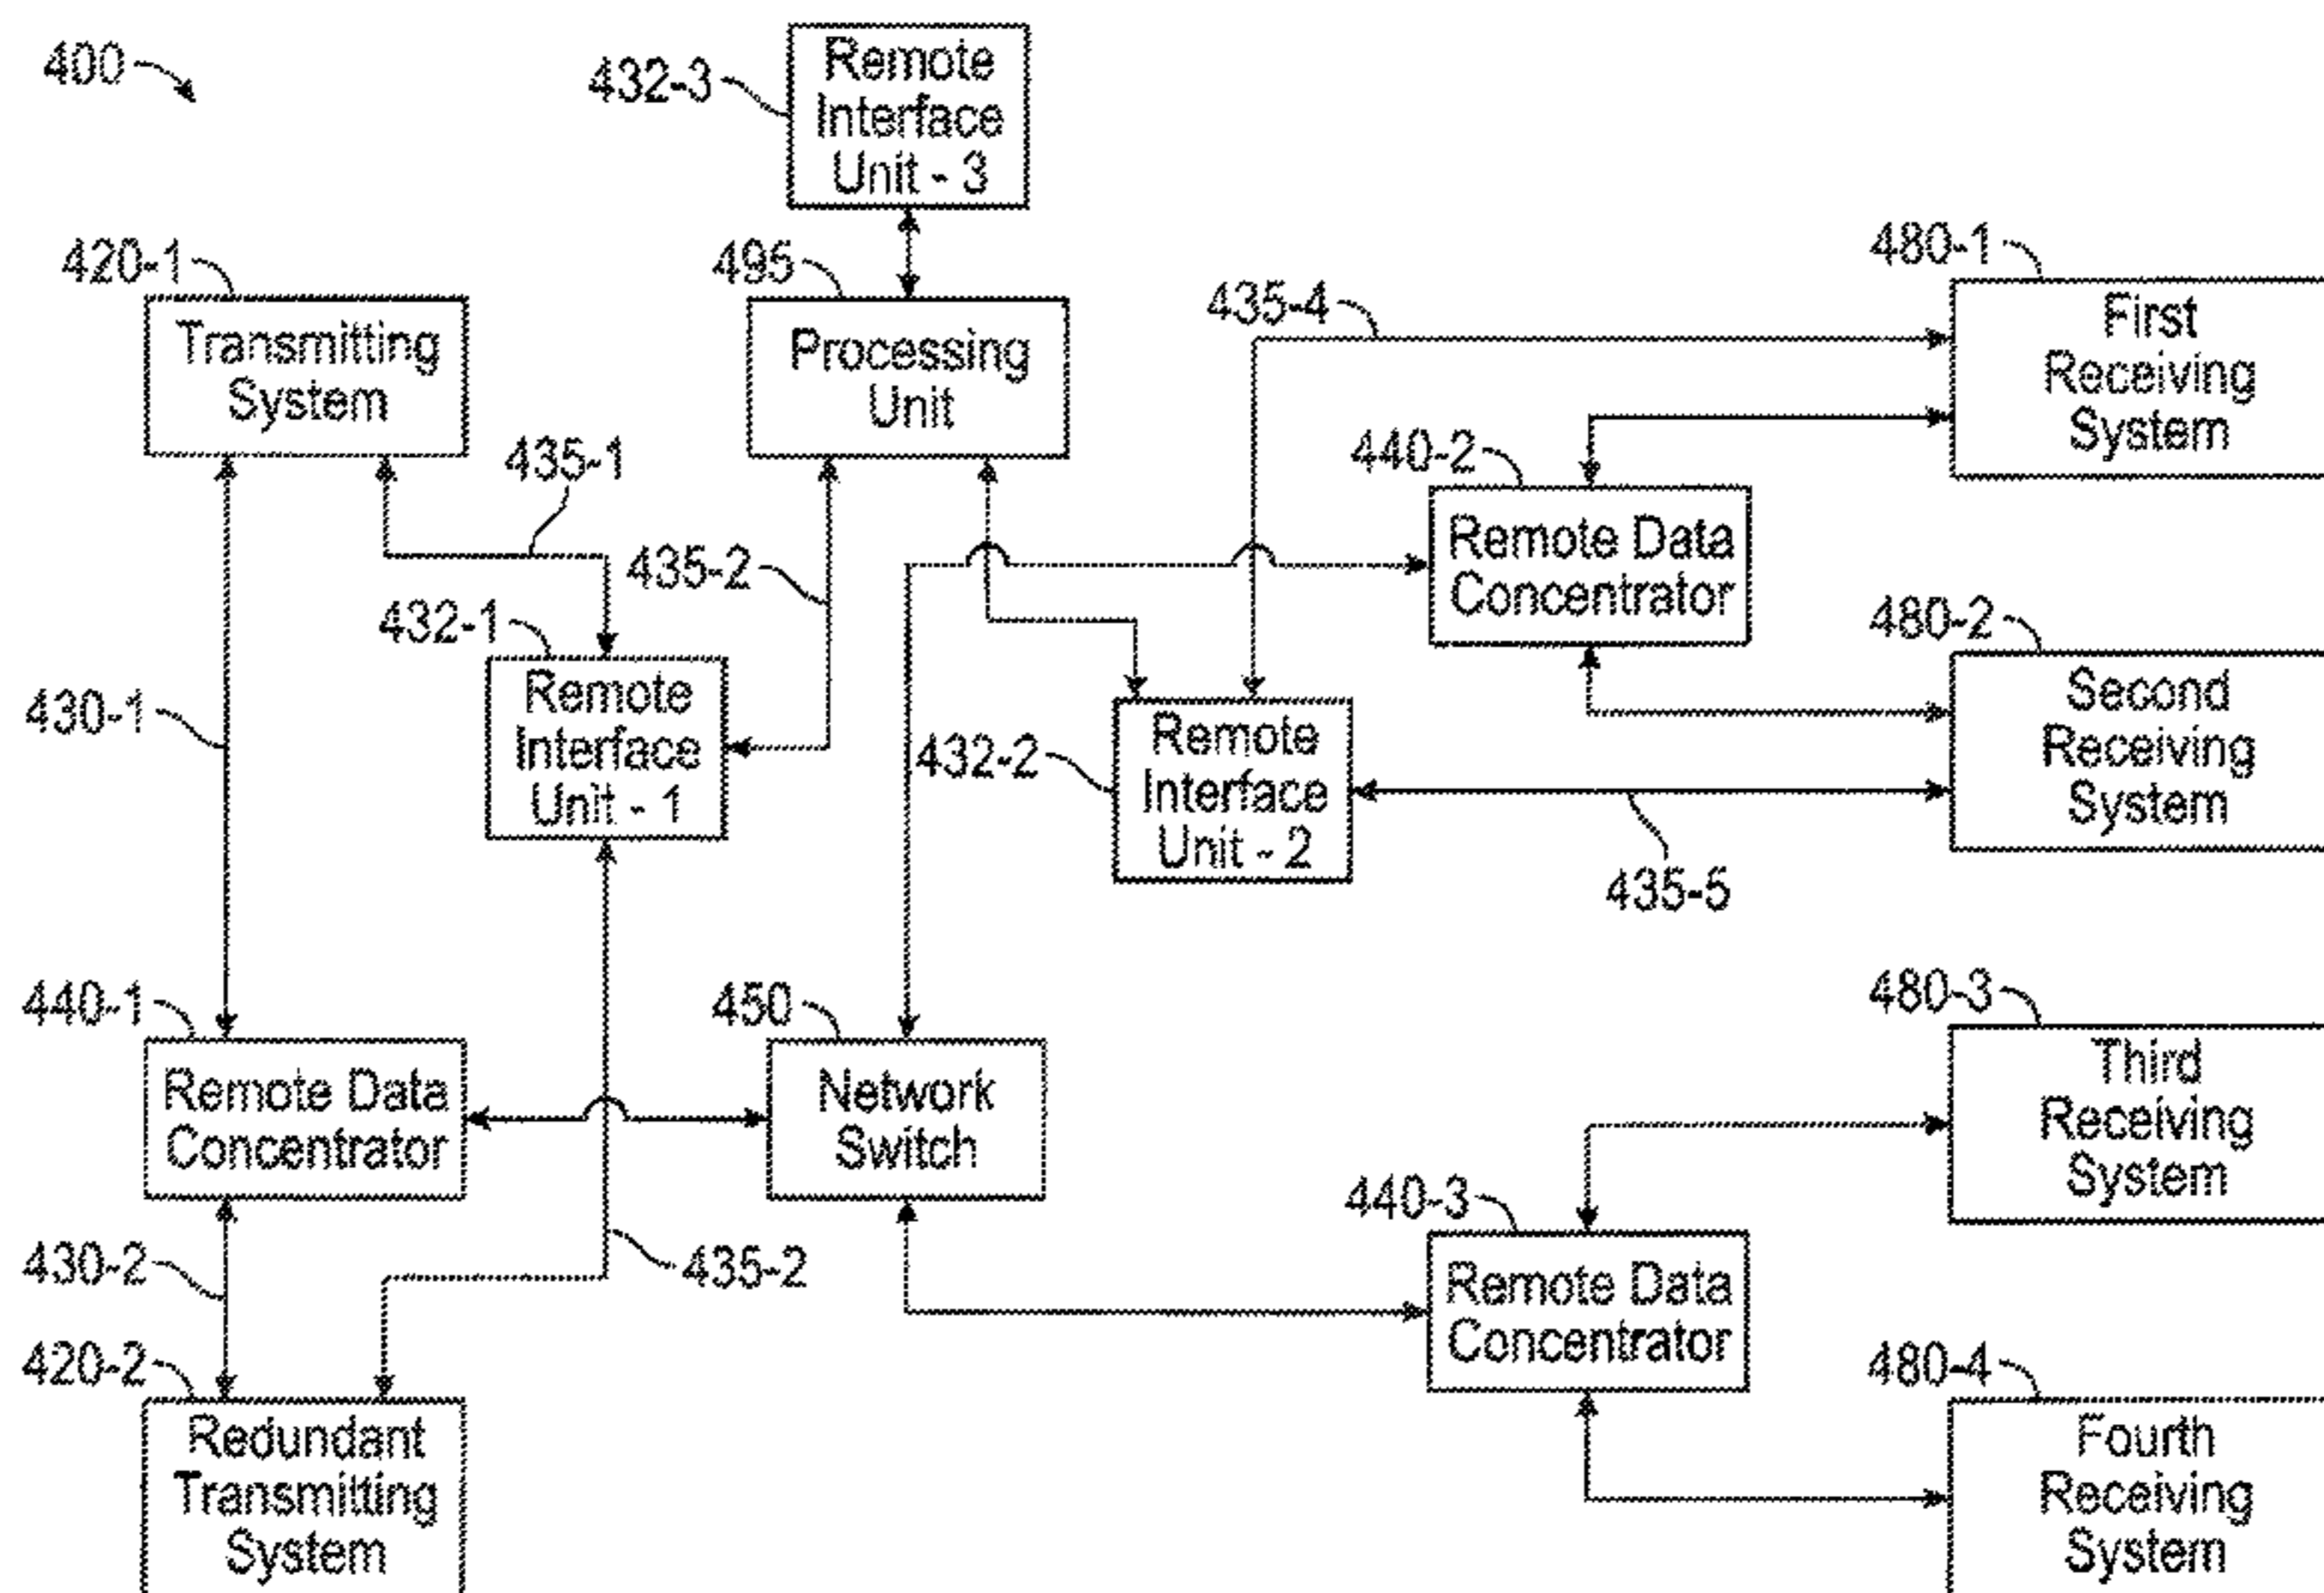 400
432-3
Remote
Interface
Unit - 3
420-1
Transmitting
System
495
Processing
Unit
480-1
First
Receiving
System
435-4
435-1
435-2
440-2
Remote Data
Concentrator
432-1
Remote
Interface
Unit - 1
430-1
432-2
Remote
Interface
Unit - 2
480-2
Second
Receiving
System
435-5
440-1
Remote Data
Concentrator
450
Network
Switch
480-3
Third
Receiving
System
430-2
435-2
440-3
Remote Data
Concentrator
420-2
Redundant
Transmitting
System
480-4
Fourth
Receiving
System